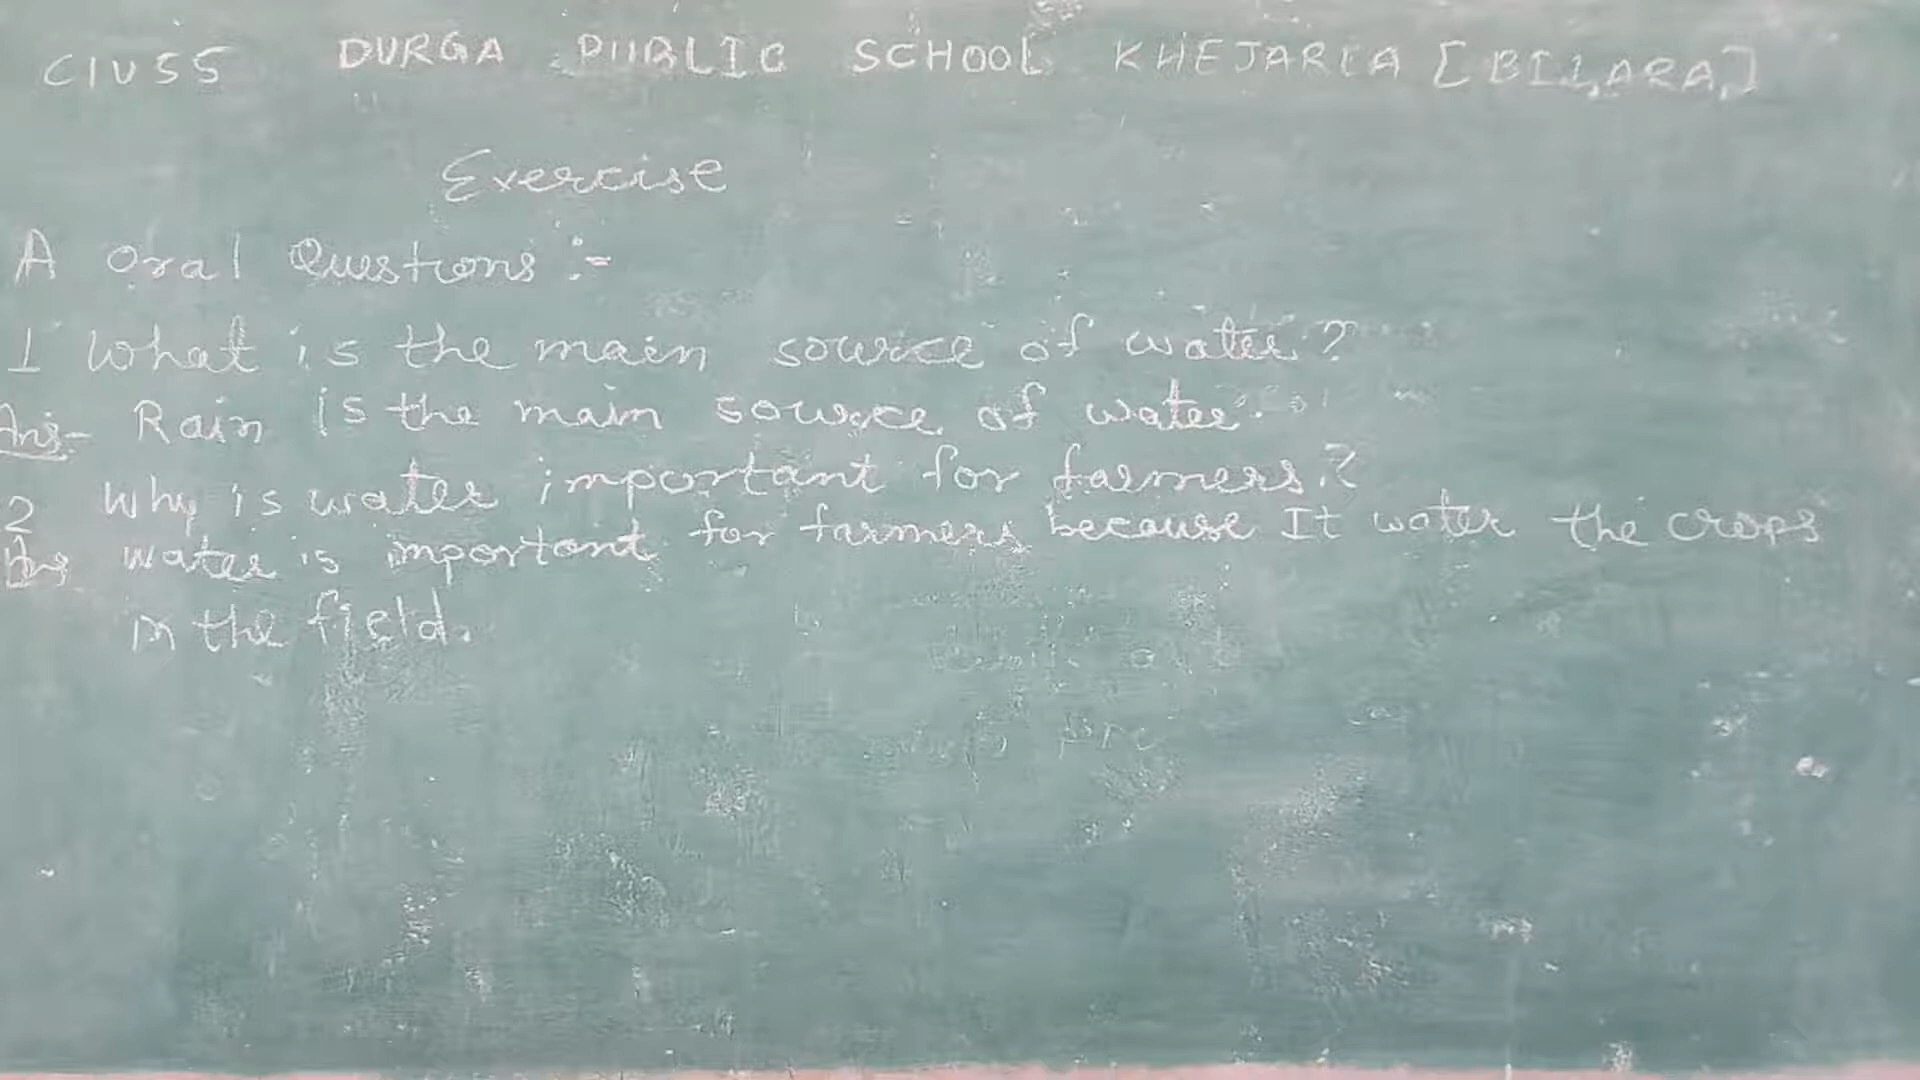 DURGA PUBLIC SCHOOL KHEJARLA [BILARA]
Exercise
A Oral Questions :-
1 What is the main source of water?
Ans- Rain is the main source of water.
2 Why is water important for farmers?
Ans water is important for farmers because It water the crops
in the field.